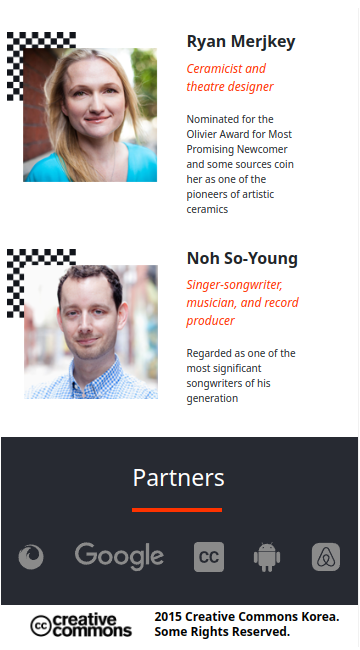 Ryan Merjkey
Ceramicist and
theatre designer
Nominated for the
Olivier Award for Most
Promising Newcomer
and some sources coin
her as one of the
pioneers of artistic
ceramics
Noh So-Young
Singer-songwriter,
musician, and record
producer
Regarded as one of the
most significant
songwriters of his
generation
Partners
Google
CC
cc creative
commons
2015 Creative Commons Korea.
Some Rights Reserved.